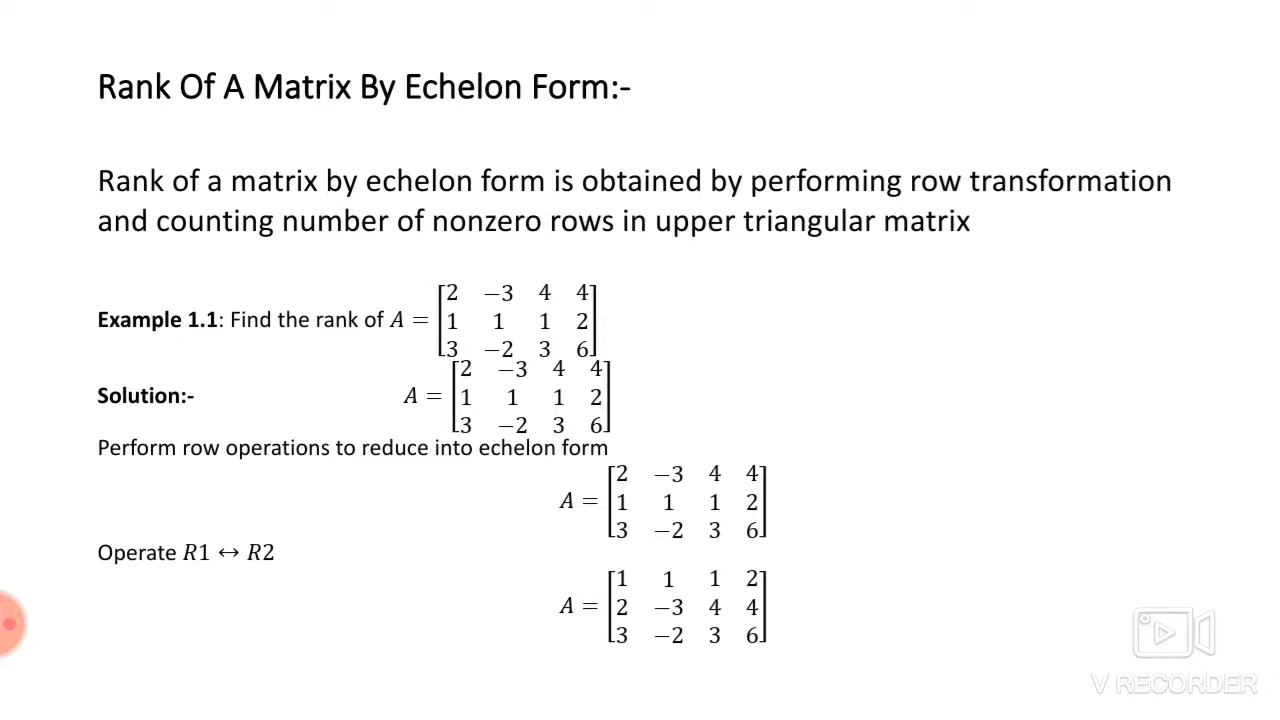 Rank Of A Matrix By Echelon Form:-
Rank of a matrix by echelon form is obtained by performing row transformation
and counting number of nonzero rows in upper triangular matrix
Example 1.1: Find the rank of A = [2 −3 4 4
1 1 1 2
3 −2 3 6]
Solution:- A = [2 −3 4 4
1 1 1 2
3 −2 3 6]
Perform row operations to reduce into echelon form
A = [2 −3 4 4
1 1 1 2
3 −2 3 6]
Operate R1 ↔ R2
A = [1 1 1 2
2 −3 4 4
3 −2 3 6]
V RECORDER